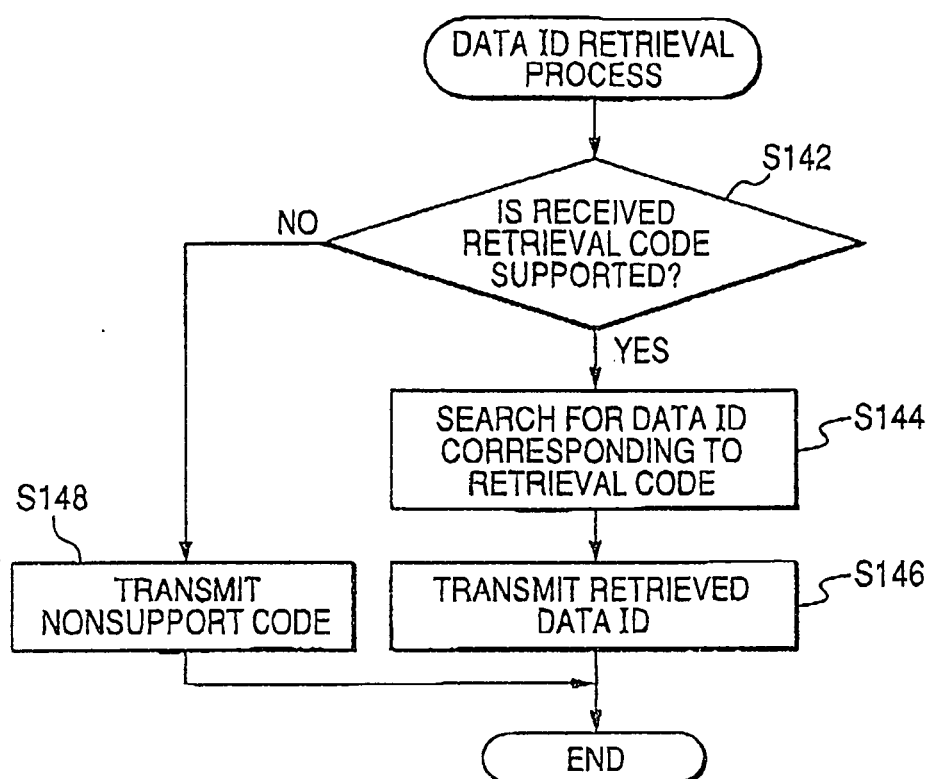 DATA ID RETRIEVAL
PROCESS
S142
IS RECEIVED
RETRIEVAL CODE
SUPPORTED?
NO
YES
SEARCH FOR DATA ID
CORRESPONDING TO
RETRIEVAL CODE
S144
S148
TRANSMIT
NONSUPPORT CODE
TRANSMIT RETRIEVED
DATA ID
S146
END